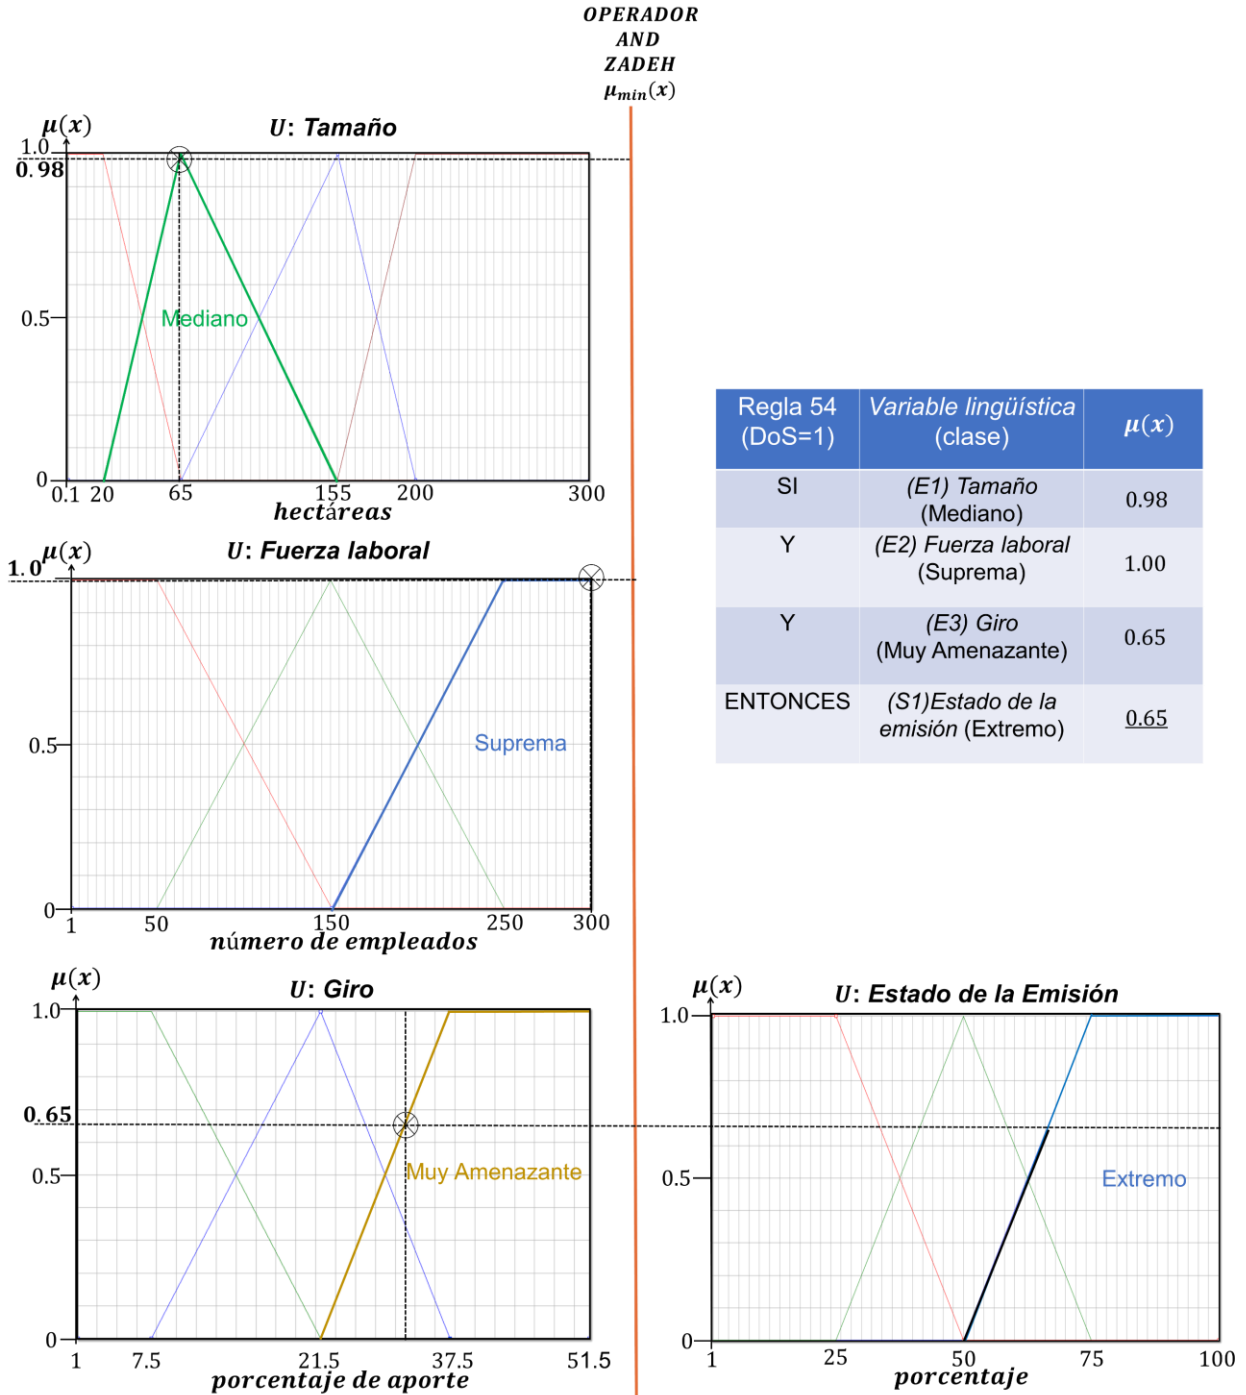 OPERADOR
AND
ZADEH
μmin(x)
μ(x)
U: Tamaño
1.0
0.98
Mediano
0.5
0
0.1 20 65 155 200 300
hectáreas
μ(x)
U: Fuerza laboral
1.0
Suprema
0.5
0
1 50 150 250 300
número de empleados
μ(x)
U: Giro
1.0
0.65
Muy Amenazante
0.5
0
1 7.5 21.5 37.5 51.5
porcentaje de aporte
Regla 54 Variable lingüística μ(x)
(DoS=1) (clase)
SI (E1) Tamaño 0.98
(Mediano)
Y (E2) Fuerza laboral 1.00
(Suprema)
Y (E3) Giro 0.65
(Muy Amenazante)
ENTONCES (S1)Estado de la 0.65
emisión (Extremo)
μ(x)
U: Estado de la Emisión
1.0
Extremo
0.5
0
1 25 50 75 100
porcentaje